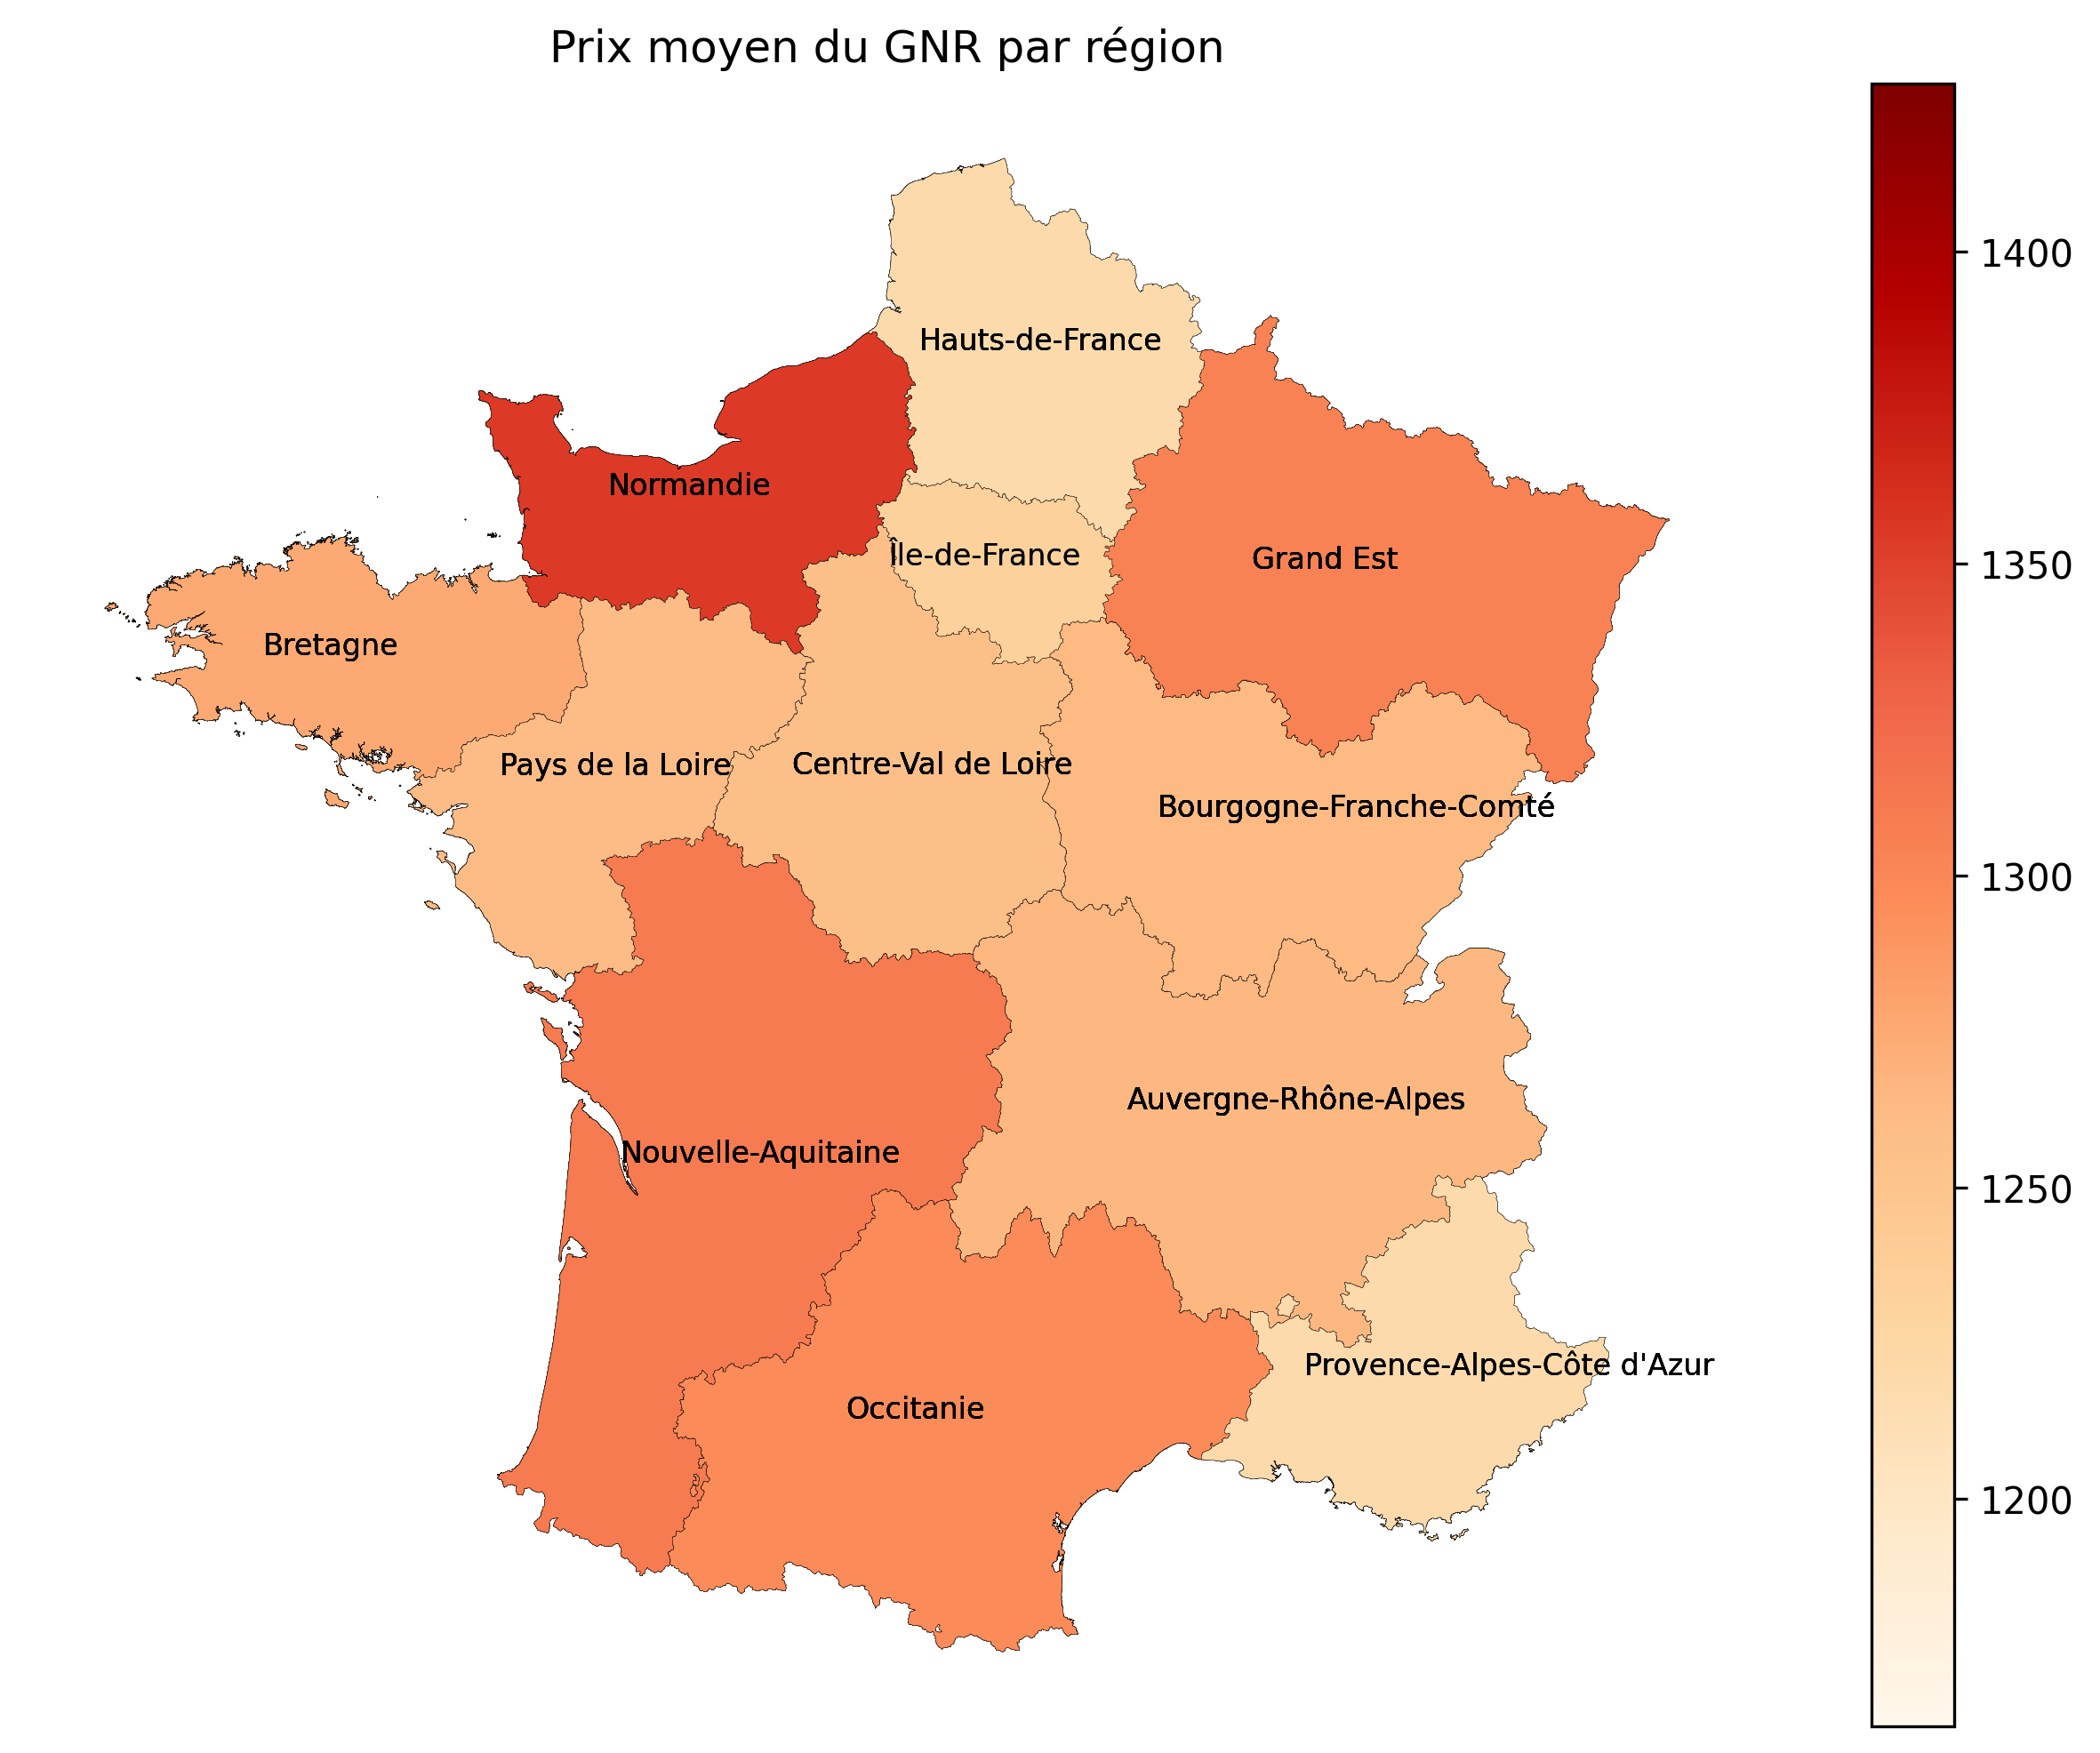 Prix moyen du GNR par région
Hauts-de-France
Normandie
Île-de-France
Grand Est
Bretagne
Pays de la Loire
Centre-Val de Loire
Bourgogne-Franche-Comté
Auvergne-Rhône-Alpes
Nouvelle-Aquitaine
Provence-Alpes-Côte d'Azur
Occitanie
1400
1350
1300
1250
1200